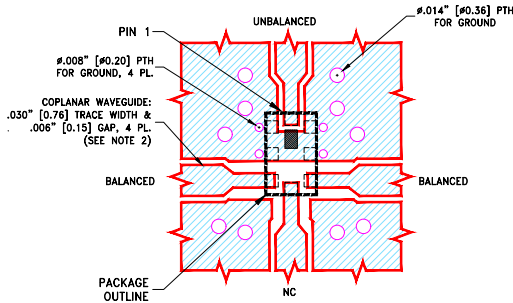 PIN 1
UNBALANCED
ø.014" [ø0.36] PTH
FOR GROUND
ø.008" [ø0.20] PTH
FOR GROUND, 4 PL.
COPLANAR WAVEGUIDE:
.030" [0.76] TRACE WIDTH &
. .006" [0.15] GAP, 4 PL.
(SEE NOTE 2)
BALANCED
BALANCED
PACKAGE
OUTLINE
NC